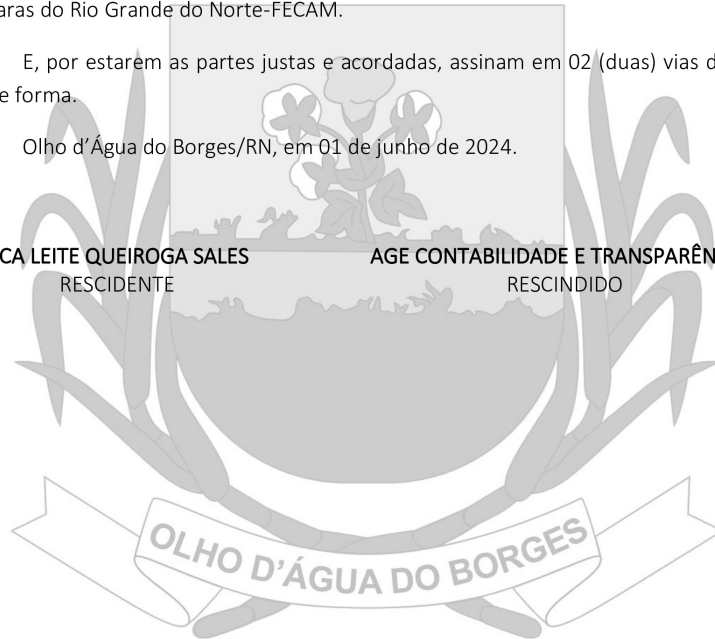 aras do Rio Grande do Norte-FECAM.
E, por estarem as partes justas e acordadas, assinam em 02 (duas) vias d
e forma.
Olho d’Água do Borges/RN, em 01 de junho de 2024.
CA LEITE QUEIROGA SALES AGE CONTABILIDADE E TRANSPARÊN
RESCIDENTE RESCINDIDO
OLHO D'ÁGUA DO BORGES